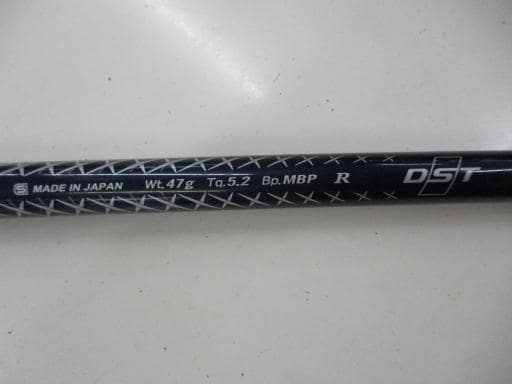 S MADE IN JAPAN Wt.47g Tq.5.2 Bp.MBP R DST